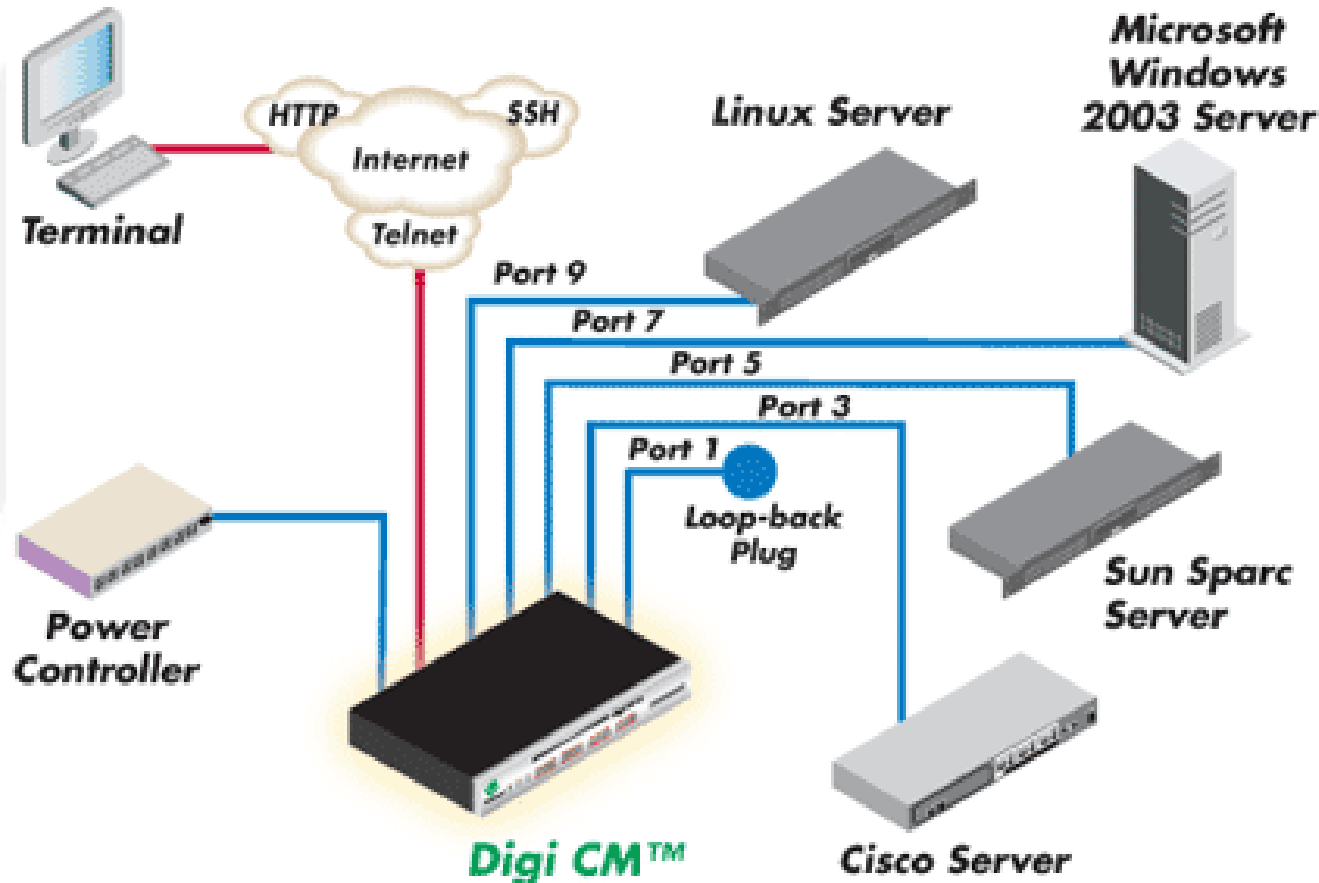 Microsoft
Windows
2003 Server
Linux Server
HTTP
SSH
Internet
Telnet
Terminal
Port 9
Port 7
Port 5
Port 3
Port 1
Loop-back
Plug
Sun Sparc
Server
Power
Controller
Digi CM™
Cisco Server